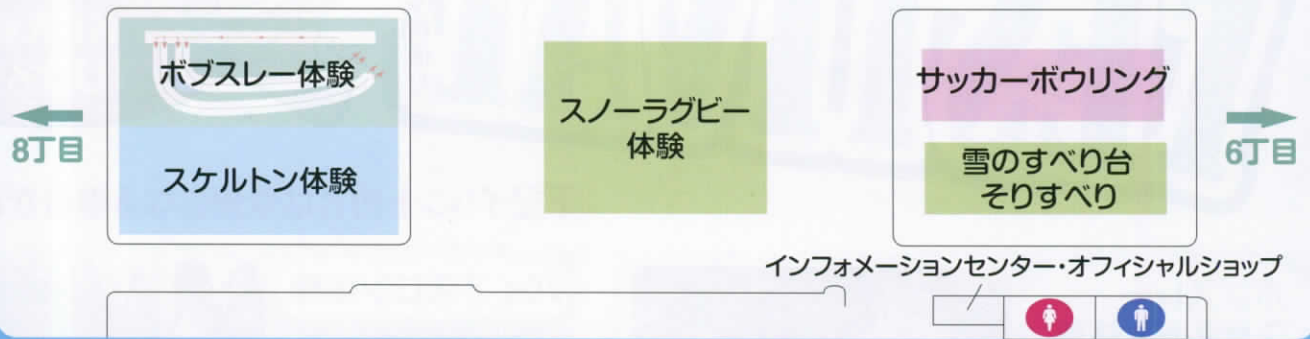 ボブスレー体験
スケルトン体験
8丁目
スノーラグビー
体験
サッカーボウリング
雪のすべり台
そりすべり
6丁目
インフォメーションセンター・オフィシャルショップ